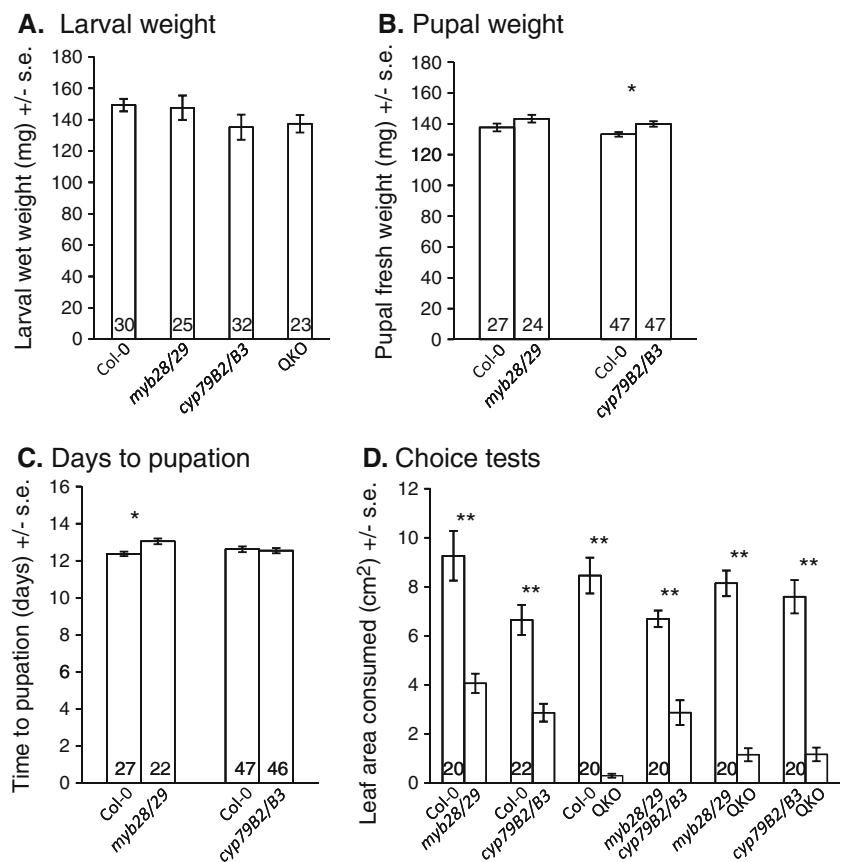 A. Larval weight
Larval wet weight (mg) +/- s.e.
180
160
140
120
100
80
60
40
20
0
30 25 32 23
Col-0 myb28/29 cyp79B2/B3 QKO
B. Pupal weight
Pupal fresh weight (mg) +/- s.e.
180
160
140
120
100
80
60
40
20
0
*
27 24 47 47
Col-0 myb28/29 Col-0 cyp79B2/B3
C. Days to pupation
Time to pupation (days) +/- s.e.
16
14
12
10
8
6
4
2
0
*
27 22 47 46
Col-0 myb28/29 Col-0 cyp79B2/B3
D. Choice tests
Leaf area consumed (cm²) +/- s.e.
12
10
8
6
4
2
0
** ** ** ** ** **
20 22 20 20 20 20
Col-0 myb28/29 Col-0 cyp79B2/B3 Col-0 QKO myb28/29 cyp79B2/B3 myb28/29 QKO cyp79B2/B3 QKO